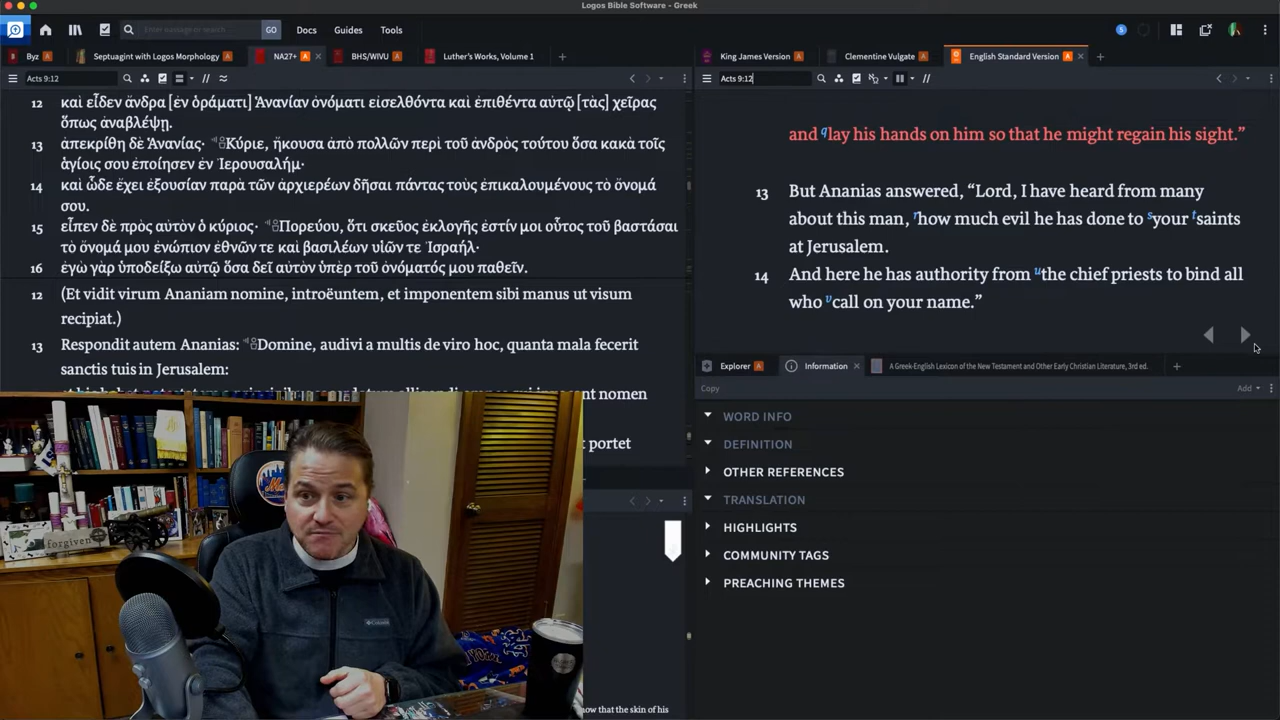 Logos Bible Software - Greek
Enter passage or search
GO
Docs
Guides
Tools
Byz
A
Septuagint with Logos Morphology
A
NA27+
A
BHS/WIVU
A
Luther's Works, Volume 1
King James Version
A
Clementine Vulgate
A
English Standard Version
A
Acts 9:12
Acts 9:12
12 καὶ εἶδεν ἄνδρα [ἐν ὁράματι] Ἁνανίαν ὀνόματι εἰσελθόντα καὶ ἐπιθέντα αὐτῷ [τὰς] χεῖρας
ὅπως ἀναβλέψῃ.
13 ἀπεκρίθη δὲ Ἁνανίας· Κύριε, ἤκουσα ἀπὸ πολλῶν περὶ τοῦ ἀνδρὸς τούτου ὅσα κακὰ τοῖς
ἁγίοις σου ἐποίησεν ἐν Ἰερουσαλήμ·
14 καὶ ὧδε ἔχει ἐξουσίαν παρὰ τῶν ἀρχιερέων δῆσαι πάντας τοὺς ἐπικαλουμένους τὸ ὄνομά
σου.
15 εἶπεν δὲ πρὸς αὐτὸν ὁ κύριος· Πορεύου, ὅτι σκεῦος ἐκλογῆς ἐστίν μοι οὗτος τοῦ βαστάσαι
τὸ ὄνομά μου ἐνώπιον ἐθνῶν τε καὶ βασιλέων υἱῶν τε Ἰσραήλ·
16 ἐγὼ γὰρ ὑποδείξω αὐτῷ ὅσα δεῖ αὐτὸν ὑπὲρ τοῦ ὀνόματός μου παθεῖν.
12 (Et vidit virum Ananiam nomine, introëuntem, et imponentem sibi manus ut visum
recipiat.)
13 Respondit autem Ananias: Domine, audivi a multis de viro hoc, quanta mala fecerit
sanctis tuis in Jerusalem:
nomen
portet
and q lay his hands on him so that he might regain his sight.”
13 But Ananias answered, “Lord, I have heard from many
about this man, r how much evil he has done to s your t saints
at Jerusalem.
14 And here he has authority from u the chief priests to bind all
who v call on your name.”
Explorer
A
Information
A Greek-English Lexicon of the New Testament and Other Early Christian Literature, 3rd ed.
Copy
Add
WORD INFO
DEFINITION
OTHER REFERENCES
TRANSLATION
HIGHLIGHTS
COMMUNITY TAGS
PREACHING THEMES
forgiven
Mets
Columbia
now that the skin of his